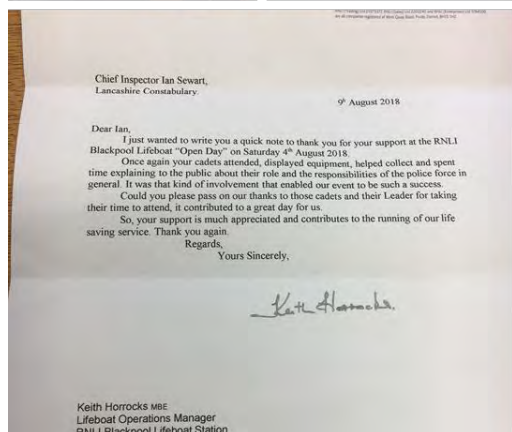 Chief Inspector Ian Sewart,
Lancashire Constabulary.
9th August 2018
Dear Ian,
I just wanted to write you a quick note to thank you for your support at the RNLI
Blackpool Lifeboat “Open Day” on Saturday 4th August 2018.
Once again your cadets attended, displayed equipment, helped collect and spent
time explaining to the public about their role and the responsibilities of the police force in
general. It was that kind of involvement that enabled our event to be such a success.
Could you please pass on our thanks to those cadets and their Leader for taking
their time to attend, it contributed to a great day for us.
So, your support is much appreciated and contributes to the running of our life
saving service. Thank you again.
Regards,
Yours Sincerely,
Keith Horrocks.
Keith Horrocks MBE
Lifeboat Operations Manager
RNLI Blackpool Lifeboat Station